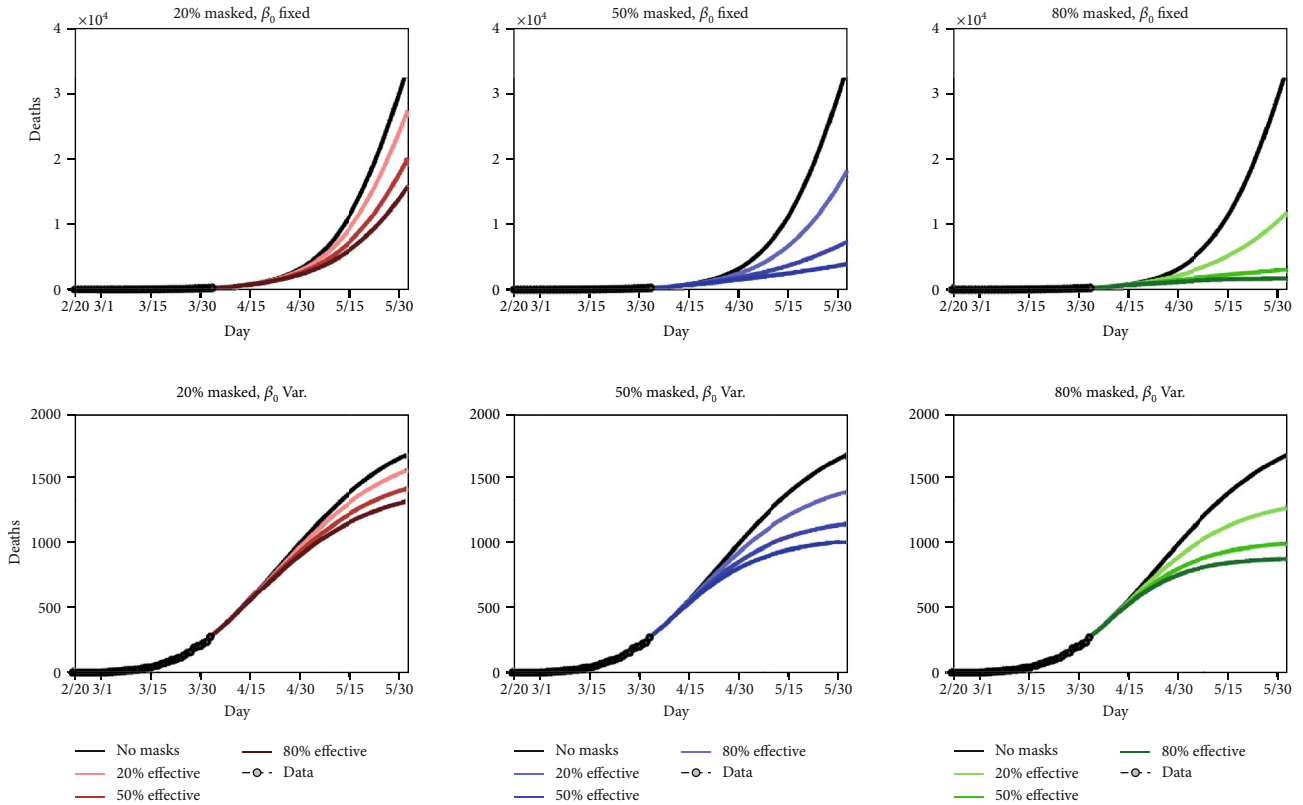 20% masked, β0 fixed
×10⁴
4
3
2
1
0
Deaths
2/20 3/1 3/15 3/30 4/15 4/30 5/15 5/30
Day
50% masked, β0 fixed
×10⁴
4
3
2
1
0
2/20 3/1 3/15 3/30 4/15 4/30 5/15 5/30
Day
80% masked, β0 fixed
×10⁴
4
3
2
1
0
2/20 3/1 3/15 3/30 4/15 4/30 5/15 5/30
Day
20% masked, β0 Var.
2000
1500
1000
500
0
Deaths
2/20 3/1 3/15 3/30 4/15 4/30 5/15 5/30
Day
50% masked, β0 Var.
2000
1500
1000
500
0
2/20 3/1 3/15 3/30 4/15 4/30 5/15 5/30
Day
80% masked, β0 Var.
2000
1500
1000
500
0
2/20 3/1 3/15 3/30 4/15 4/30 5/15 5/30
Day
No masks
20% effective
50% effective
80% effective
Data
No masks
20% effective
50% effective
80% effective
Data
No masks
20% effective
50% effective
80% effective
Data